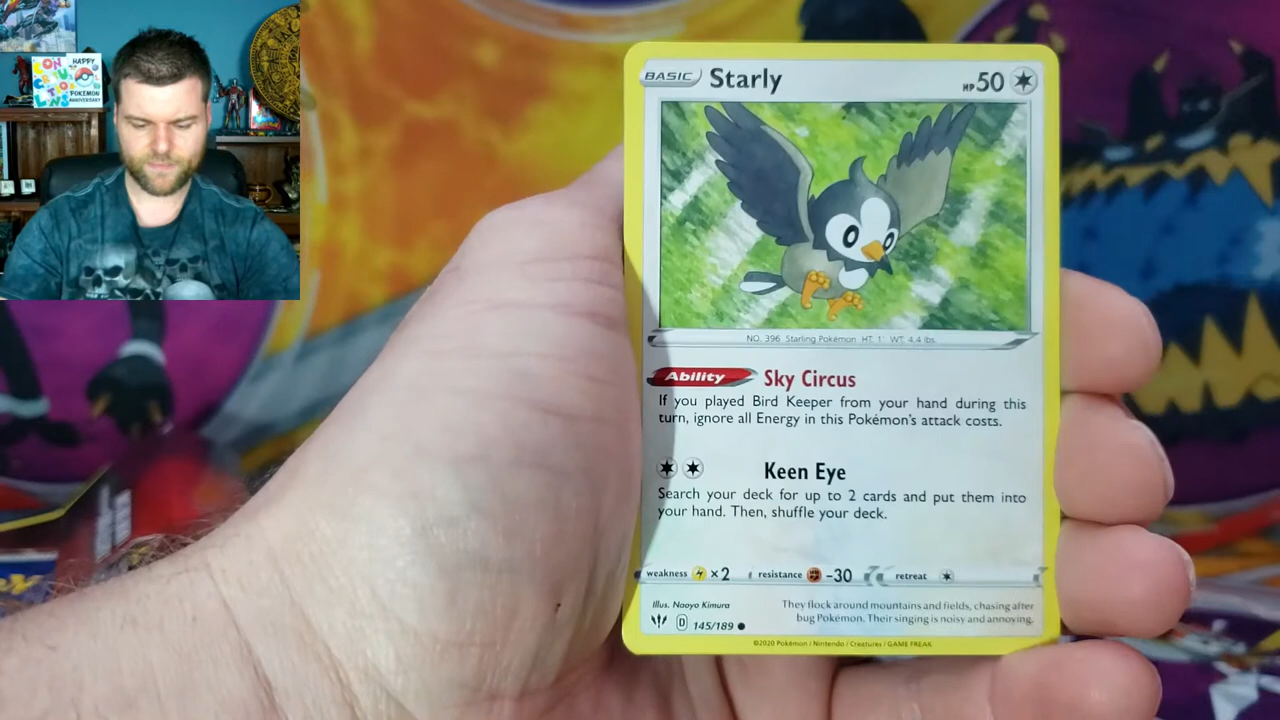 HAPPY
POKEMON
ANNIVERSARY
BASIC Starly HP 50
NO. 396 Starling Pokémon HT. 1' WT. 4.4 lbs.
Ability Sky Circus
If you played Bird Keeper from your hand during this
turn, ignore all Energy in this Pokémon's attack costs.
Keen Eye
Search your deck for up to 2 cards and put them into
your hand. Then, shuffle your deck.
weakness ×2 resistance -30 retreat
Illus. Naoyo Kimura
They flock around mountains and fields, chasing after
bug Pokémon. Their singing is noisy and annoying.
D 145/189
©2020 Pokémon / Nintendo / Creatures / GAME FREAK